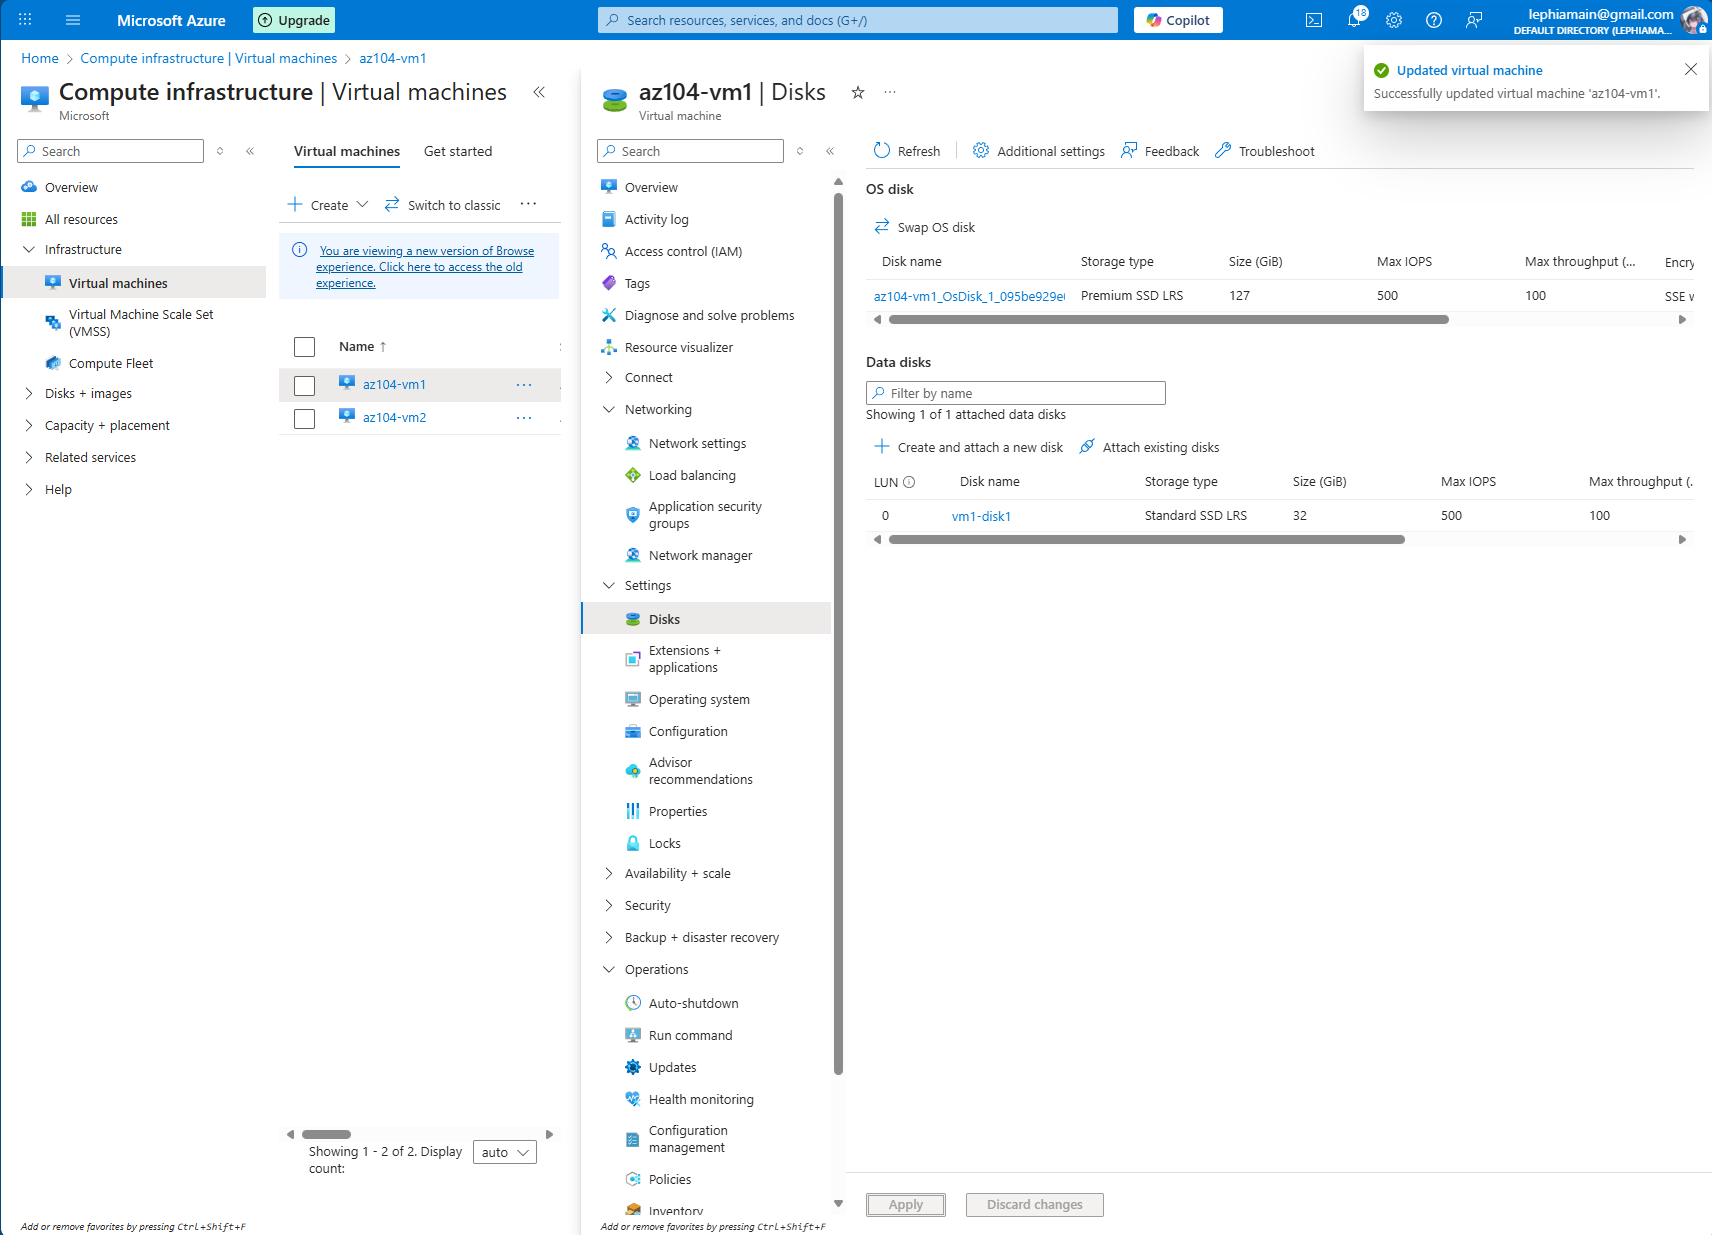 Microsoft Azure
Upgrade
Search resources, services, and docs (G+/)
Copilot
18
lephiamain@gmail.com
DEFAULT DIRECTORY (LEPHIAMA...
Home > Compute infrastructure | Virtual machines > az104-vm1
Updated virtual machine
Successfully updated virtual machine 'az104-vm1'.
Compute infrastructure | Virtual machines
Microsoft
Search
Overview
All resources
Infrastructure
Virtual machines
Virtual Machine Scale Set
(VMSS)
Compute Fleet
Disks + images
Capacity + placement
Related services
Help
Add or remove favorites by pressing Ctrl+Shift+F
Virtual machines
Get started
Create
Switch to classic
...
You are viewing a new version of Browse
experience. Click here to access the old
experience.
Name ↑
az104-vm1 ...
az104-vm2 ...
Showing 1 - 2 of 2. Display
count:
auto
az104-vm1 | Disks
...
Virtual machine
Search
Overview
Activity log
Access control (IAM)
Tags
Diagnose and solve problems
Resource visualizer
Connect
Networking
Network settings
Load balancing
Application security
groups
Network manager
Settings
Disks
Extensions +
applications
Operating system
Configuration
Advisor
recommendations
Properties
Locks
Availability + scale
Security
Backup + disaster recovery
Operations
Auto-shutdown
Run command
Updates
Health monitoring
Configuration
management
Policies
Inventory
Add or remove favorites by pressing Ctrl+Shift+F
Refresh
Additional settings
Feedback
Troubleshoot
OS disk
Swap OS disk
Disk name Storage type Size (GiB) Max IOPS Max throughput (... Encry
az104-vm1_OsDisk_1_095be929e Premium SSD LRS 127 500 100 SSE w
Data disks
Filter by name
Showing 1 of 1 attached data disks
Create and attach a new disk
Attach existing disks
LUN Disk name Storage type Size (GiB) Max IOPS Max throughput (.
0 vm1-disk1 Standard SSD LRS 32 500 100
Apply
Discard changes